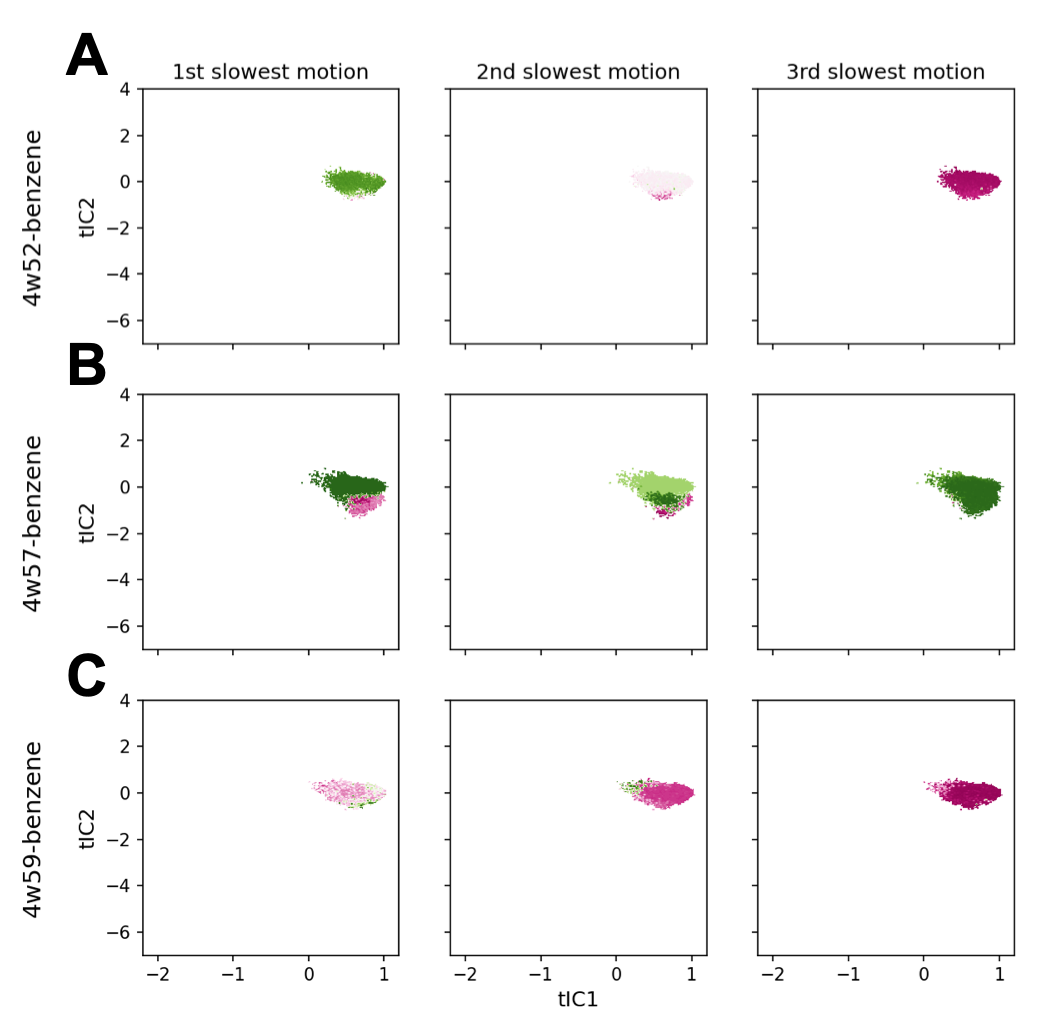 A
1st slowest motion 2nd slowest motion 3rd slowest motion
4w52-benzene
tIC2
4
2
0
−2
−4
−6
B
4w57-benzene
tIC2
4
2
0
−2
−4
−6
C
4w59-benzene
tIC2
4
2
0
−2
−4
−6
−2 −1 0 1 −2 −1 0 1 −2 −1 0 1
tIC1